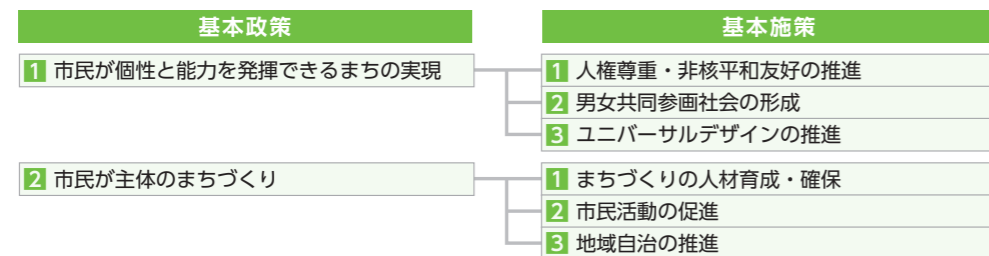 基本政策
基本施策
1 市民が個性と能力を発揮できるまちの実現
1 人権尊重・非核平和友好の推進
2 男女共同参画社会の形成
3 ユニバーサルデザインの推進
2 市民が主体のまちづくり
1 まちづくりの人材育成・確保
2 市民活動の促進
3 地域自治の推進